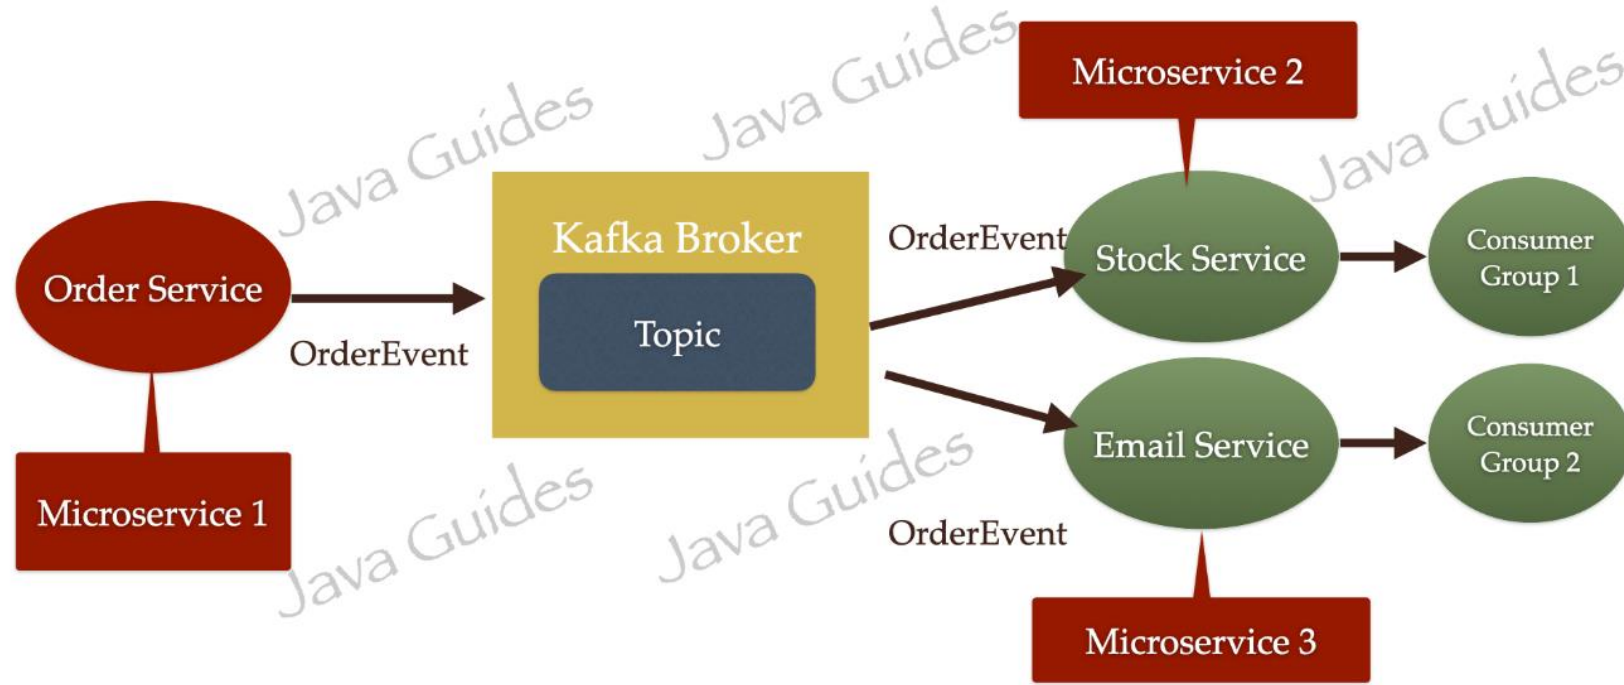 Java Guides
Java Guides
Java Guides
Microservice 2
Kafka Broker
Topic
Order Service
OrderEvent
Microservice 1
OrderEvent
Stock Service
Consumer
Group 1
Email Service
Consumer
Group 2
OrderEvent
Microservice 3
Java Guides
Java Guides